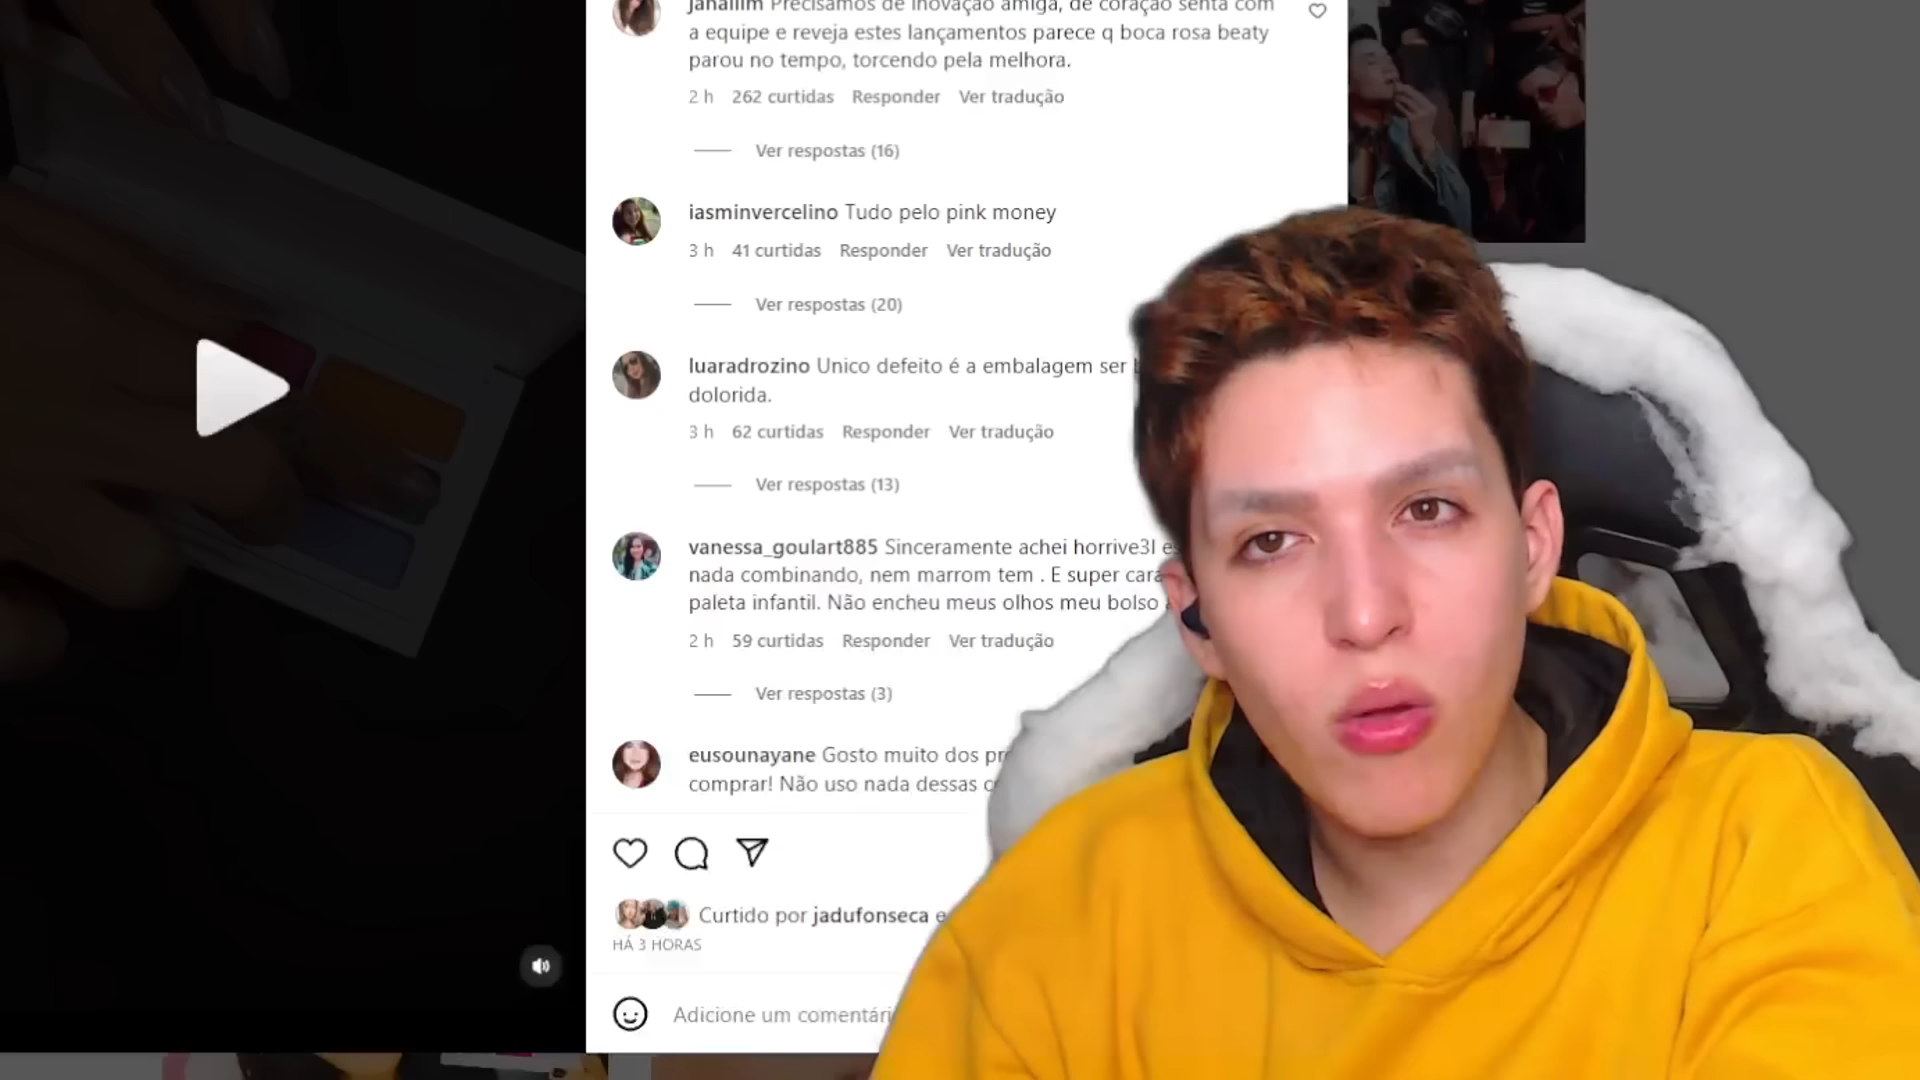 janaiiim Precisamos de inovação amiga, de coração senta com
a equipe e reveja estes lançamentos parece q boca rosa beaty
parou no tempo, torcendo pela melhora.
2 h 262 curtidas Responder Ver tradução
Ver respostas (16)
iasminvercelino Tudo pelo pink money
3 h 41 curtidas Responder Ver tradução
Ver respostas (20)
luaradrozino Unico defeito é a embalagem ser
dolorida.
3 h 62 curtidas Responder Ver tradução
Ver respostas (13)
vanessa_goulart885 Sinceramente achei horrive3l
nada combinando, nem marrom tem . E super cara
paleta infantil. Não encheu meus olhos meu bolso
2 h 59 curtidas Responder Ver tradução
Ver respostas (3)
eusounayane Gosto muito dos
comprar! Não uso nada dessas
Curtido por jadufonseca e
HÁ 3 HORAS
Adicione um